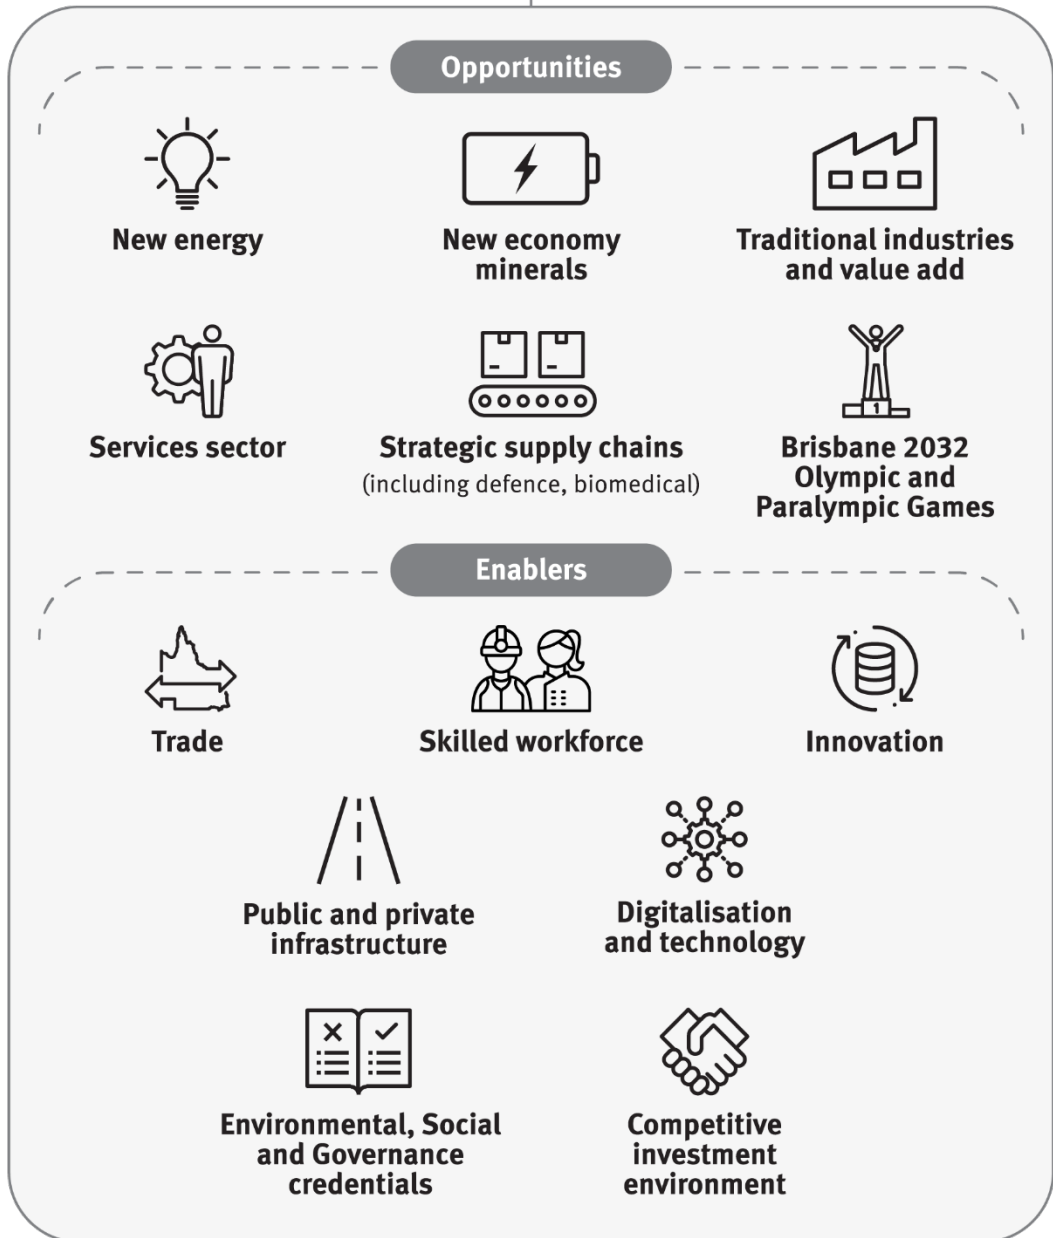 Opportunities
New energy
New economy
minerals
Traditional industries
and value add
Services sector
Strategic supply chains
(including defence, biomedical)
1
Brisbane 2032
Olympic and
Paralympic Games
Enablers
Trade
Skilled workforce
Innovation
Public and private
infrastructure
Digitalisation
and technology
Environmental, Social
and Governance
credentials
Competitive
investment
environment